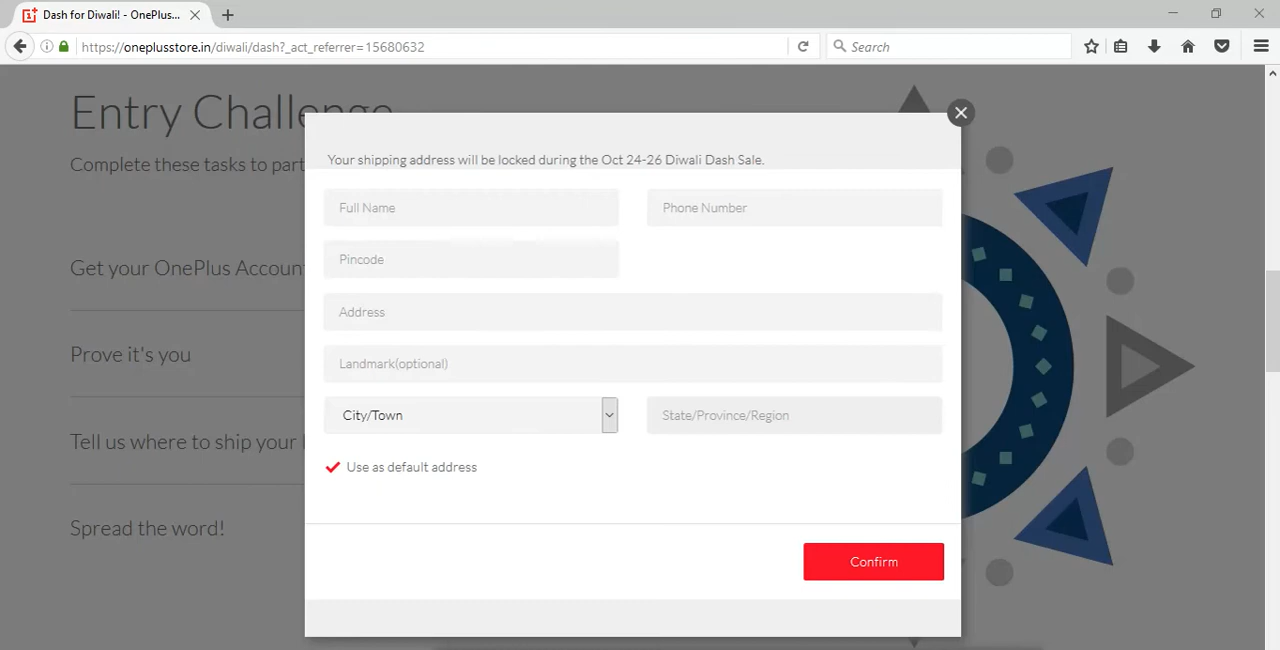 Dash for Diwali! - OnePlus...
https://oneplusstore.in/diwali/dash?_act_referrer=15680632
Search
Entry Challenge
Complete these tasks to part
Your shipping address will be locked during the Oct 24-26 Diwali Dash Sale.
Full Name
Phone Number
Get your OnePlus Account
Pincode
Address
Prove it's you
Landmark(optional)
City/Town
State/Province/Region
Tell us where to ship your
Use as default address
Spread the word!
Confirm